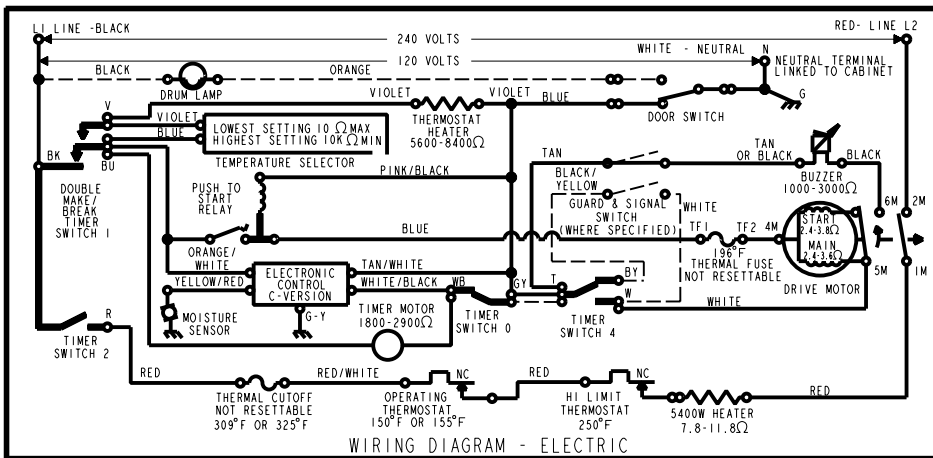 L1 LINE -BLACK
RED- LINE L2
240 VOLTS
WHITE - NEUTRAL N
120 VOLTS
NEUTRAL TERMINAL
LINKED TO CABINET
BLACK
ORANGE
DRUM LAMP
VIOLET
VIOLET
BLUE
G
V
VIOLET
BLUE
LOWEST SETTING 10 Ω MAX
HIGHEST SETTING 10K Ω MIN
THERMOSTAT
HEATER
5600-8400Ω
DOOR SWITCH
BK
BU
TEMPERATURE SELECTOR
TAN
TAN
OR BLACK
BLACK
DOUBLE
MAKE/
BREAK
TIMER
SWITCH 1
PINK/BLACK
BLACK/
YELLOW
BUZZER
1000-3000Ω
PUSH TO
START
RELAY
GUARD & SIGNAL
SWITCH
(WHERE SPECIFIED)
WHITE
6M
2M
BLUE
TF1
TF2
4M
START
2.4-3.8Ω
MAIN
2.4-3.6Ω
ORANGE/
WHITE
196°F
THERMAL FUSE
NOT RESETTABLE
5M
1M
DRIVE MOTOR
YELLOW/RED
ELECTRONIC
CONTROL
C-VERSION
TAN/WHITE
WHITE/BLACK
WB
GY
T
BY
W
WHITE
MOISTURE
SENSOR
G-Y
TIMER MOTOR
1800-2900Ω
TIMER
SWITCH 0
TIMER
SWITCH 4
R
TIMER
SWITCH 2
RED
RED/WHITE
NC
RED
NC
RED
THERMAL CUTOFF
NOT RESETTABLE
309°F OR 325°F
OPERATING
THERMOSTAT
150°F OR 155°F
HI LIMIT
THERMOSTAT
250°F
5400W HEATER
7.8-11.8Ω
WIRING DIAGRAM - ELECTRIC